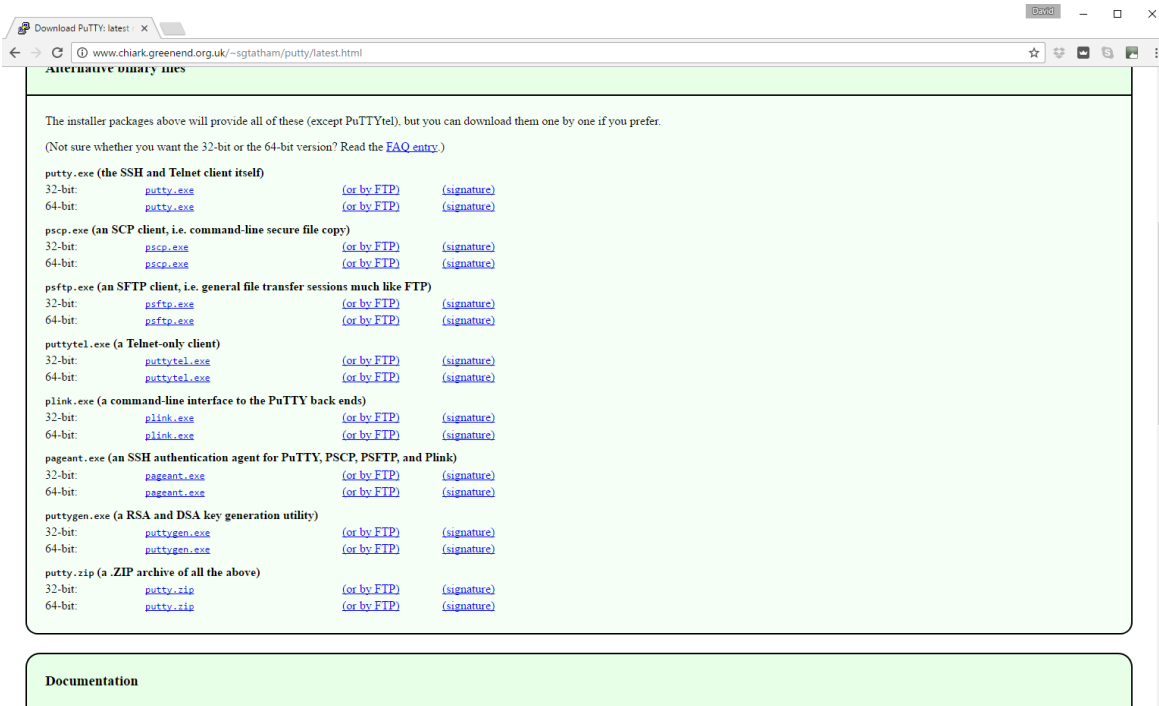 David
Download PuTTY: latest
www.chiark.greenend.org.uk/~sgtatham/putty/latest.html
Alternative binary files
The installer packages above will provide all of these (except PuTTYtel), but you can download them one by one if you prefer.
(Not sure whether you want the 32-bit or the 64-bit version? Read the FAQ entry.)
putty.exe (the SSH and Telnet client itself)
32-bit: putty.exe (or by FTP) (signature)
64-bit: putty.exe (or by FTP) (signature)
pscp.exe (an SCP client, i.e. command-line secure file copy)
32-bit: pscp.exe (or by FTP) (signature)
64-bit: pscp.exe (or by FTP) (signature)
psftp.exe (an SFTP client, i.e. general file transfer sessions much like FTP)
32-bit: psftp.exe (or by FTP) (signature)
64-bit: psftp.exe (or by FTP) (signature)
puttytel.exe (a Telnet-only client)
32-bit: puttytel.exe (or by FTP) (signature)
64-bit: puttytel.exe (or by FTP) (signature)
plink.exe (a command-line interface to the PuTTY back ends)
32-bit: plink.exe (or by FTP) (signature)
64-bit: plink.exe (or by FTP) (signature)
pageant.exe (an SSH authentication agent for PuTTY, PSCP, PSFTP, and Plink)
32-bit: pageant.exe (or by FTP) (signature)
64-bit: pageant.exe (or by FTP) (signature)
puttygen.exe (a RSA and DSA key generation utility)
32-bit: puttygen.exe (or by FTP) (signature)
64-bit: puttygen.exe (or by FTP) (signature)
putty.zip (a .ZIP archive of all the above)
32-bit: putty.zip (or by FTP) (signature)
64-bit: putty.zip (or by FTP) (signature)
Documentation